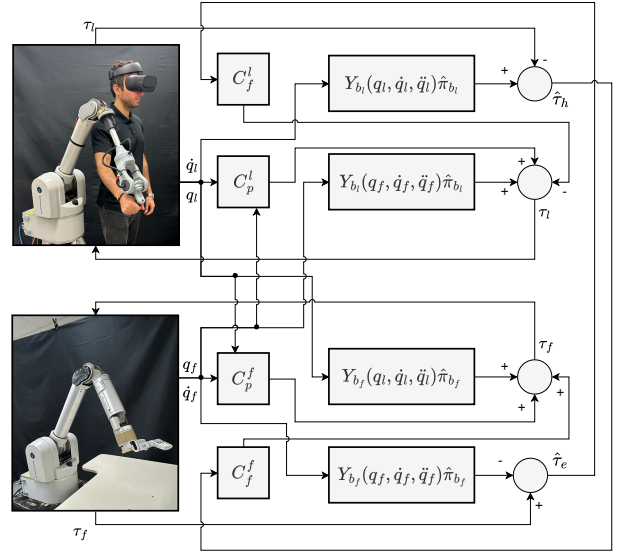 τ_l
-
C_f^l
+
Y_{b_l}(q_l, q̇_l, q̈_l)π̂_{b_l}
τ̂_h
q̇_l
q_l
C_p^l
+
Y_{b_l}(q_f, q̇_f, q̈_f)π̂_{b_l}
+
-
τ_l
τ_f
q_f
q̇_f
C_p^f
Y_{b_f}(q_l, q̇_l, q̈_l)π̂_{b_f}
+
+
+
C_f^f
Y_{b_f}(q_f, q̇_f, q̈_f)π̂_{b_f}
-
τ̂_e
+
τ_f